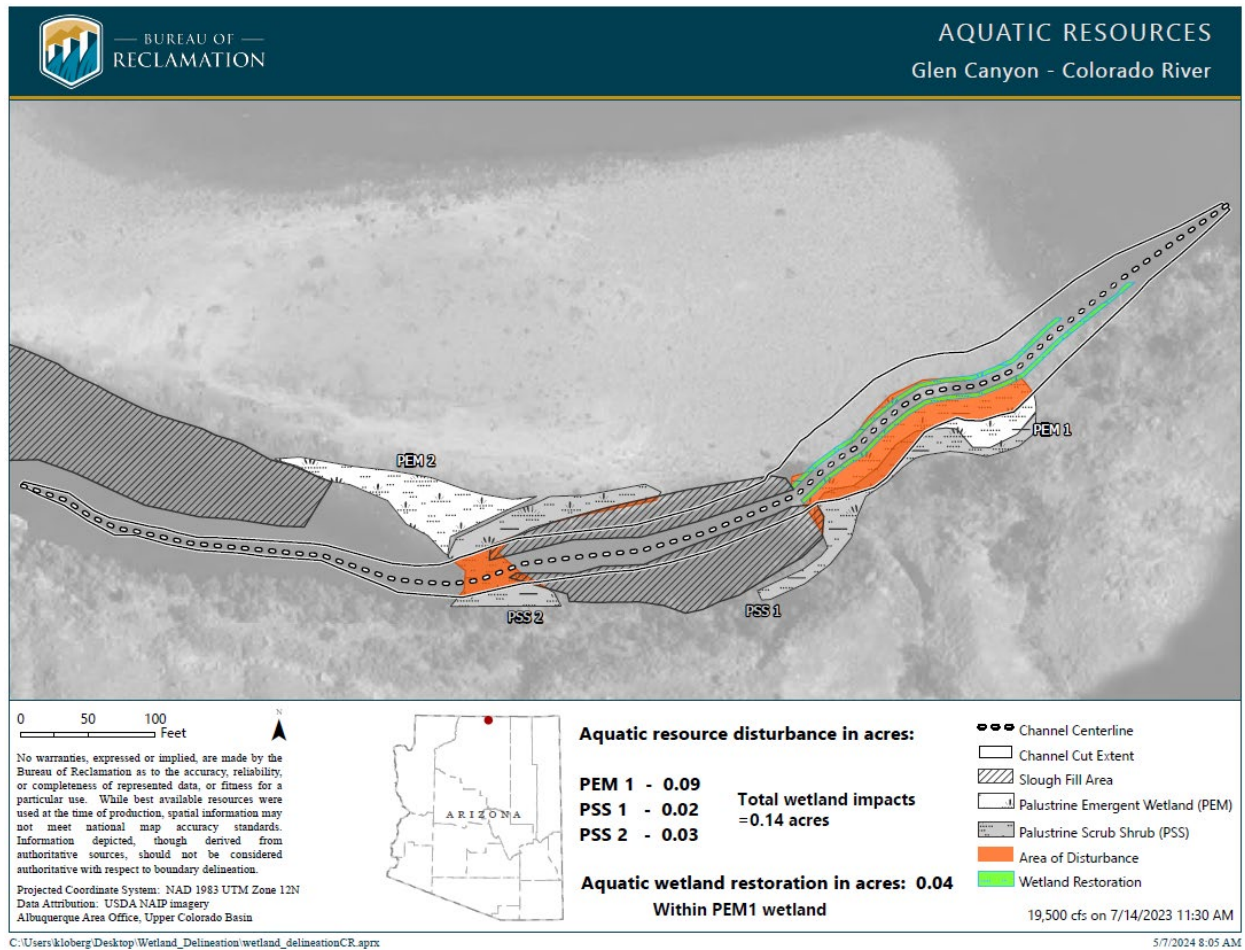 BUREAU OF
RECLAMATION
AQUATIC RESOURCES
Glen Canyon - Colorado River
PEM 1
PEM 2
PSS 2
PSS 1
0 50 100
Feet
N
No warranties, expressed or implied, are made by the
Bureau of Reclamation as to the accuracy, reliability,
or completeness of represented data, or fitness for a
particular use. While best available resources were
used at the time of production, spatial information may
not meet national map accuracy standards.
Information depicted, though derived from
authoritative sources, should not be considered
authoritative with respect to boundary delineation.
Projected Coordinate System: NAD 1983 UTM Zone 12N
Data Attribution: USDA NAIP imagery
Albuquerque Area Office, Upper Colorado Basin
ARIZONA
Aquatic resource disturbance in acres:
PEM 1 - 0.09
PSS 1 - 0.02
PSS 2 - 0.03
Total wetland impacts
=0.14 acres
Aquatic wetland restoration in acres: 0.04
Within PEM1 wetland
Channel Centerline
Channel Cut Extent
Slough Fill Area
Palustrine Emergent Wetland (PEM)
Palustrine Scrub Shrub (PSS)
Area of Disturbance
Wetland Restoration
19,500 cfs on 7/14/2023 11:30 AM
C:\Users\kloberg\Desktop\Wetland_Delineation\wetland_delineationCR.aprx
5/7/2024 8:05 AM